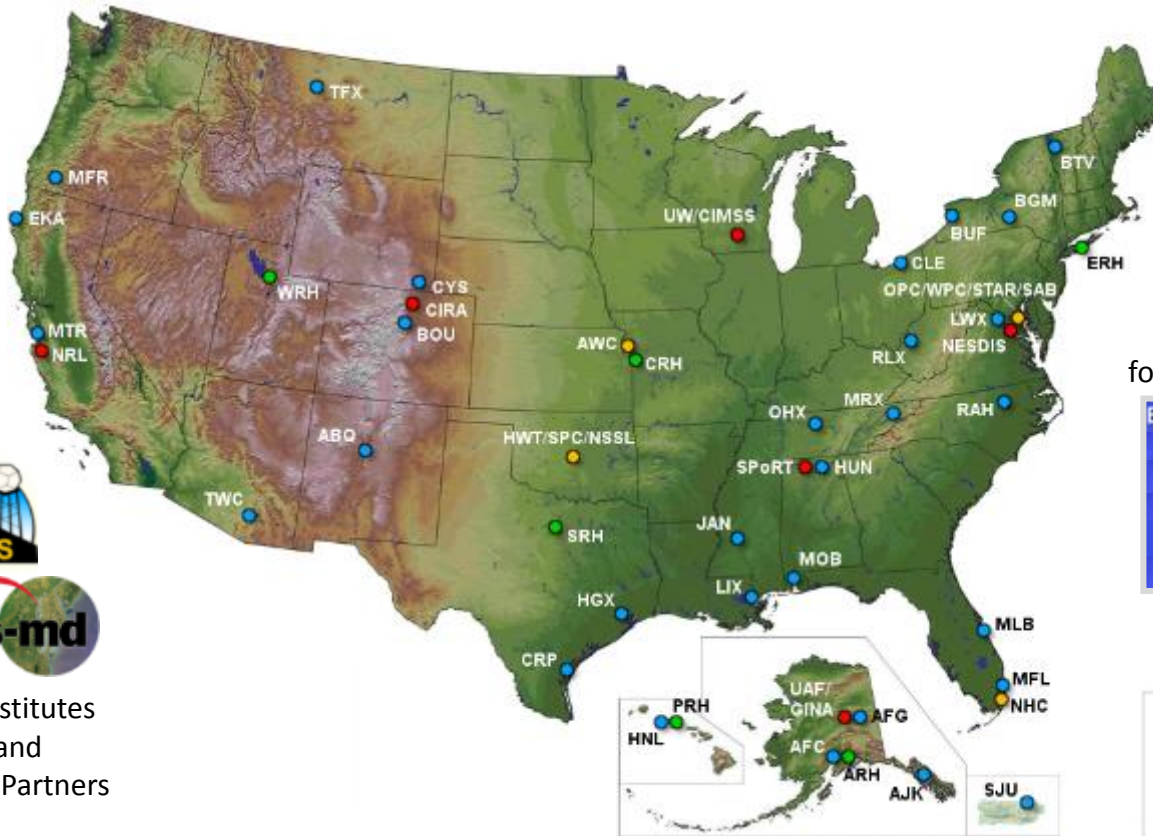 TFX
MFR
BTV
EKA
UW/CIMSS
BGM
BUF
ERH
CLE
WRH
CYS
OPC/WPC/STAR/SAB
CIRA
LWX
MTR
BOU
NESDIS
NRL
AWC
CRH
RLX
fo
MRX
RAH
OHX
ABQ
HWT/SPC/NSSL
SPoRT
HUN
TWC
JAN
SRH
S
MOB
LIX
HGX
s-md
MLB
CRP
MFL
UAF/
GINA
NHC
stitutes
PRH
AFG
HNL
and
AFC
ARH
Partners
AJK
SJU